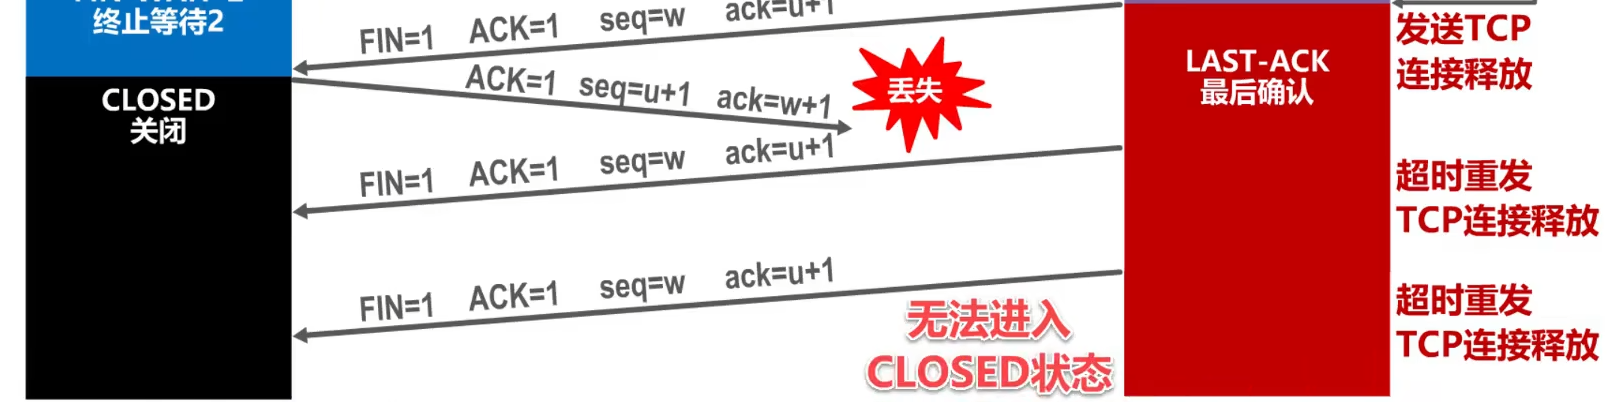 终止等待2
FIN=1 ACK=1 seq=w ack=u+1
发送TCP
连接释放
LAST-ACK
最后确认
CLOSED
关闭
ACK=1 seq=u+1 ack=w+1
丢失
FIN=1 ACK=1 seq=w ack=u+1
超时重发
TCP连接释放
FIN=1 ACK=1 seq=w ack=u+1
超时重发
TCP连接释放
无法进入
CLOSED状态